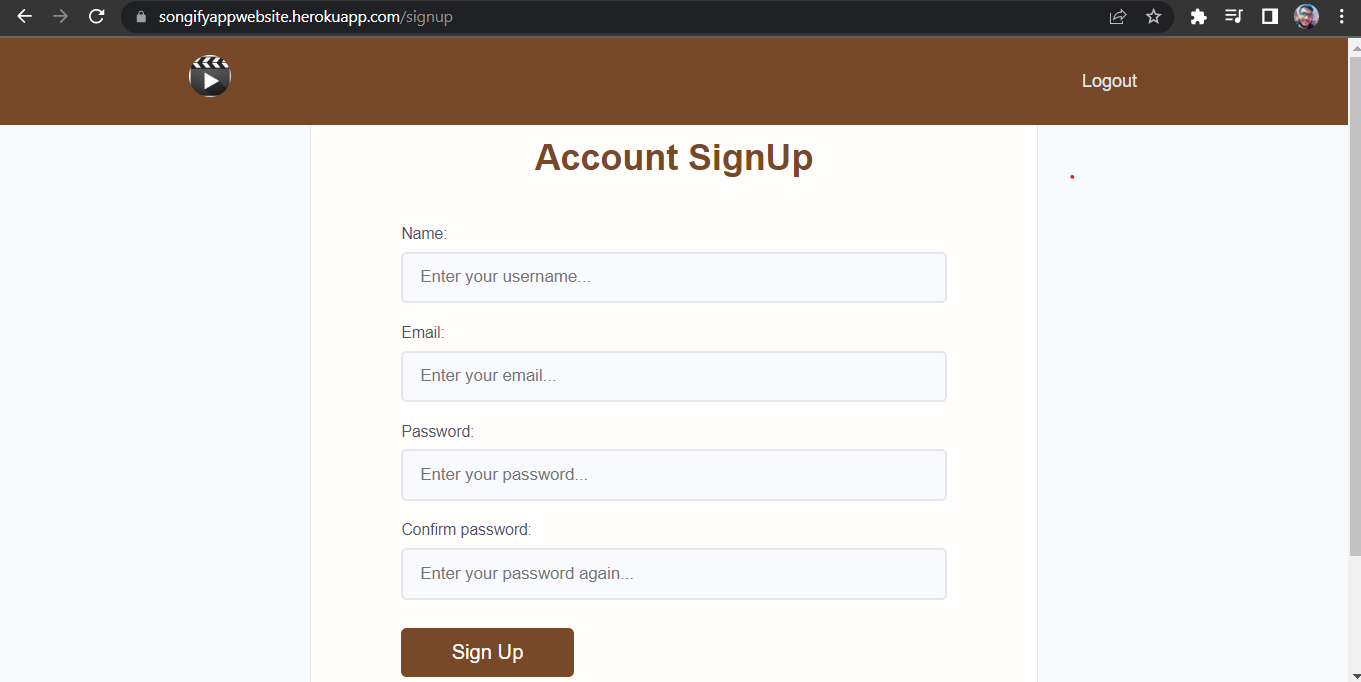 songifyappwebsite.herokuapp.com/signup
Logout
Account SignUp
Name:
Enter your username...
Email:
Enter your email...
Password:
Enter your password...
Confirm password:
Enter your password again...
Sign Up